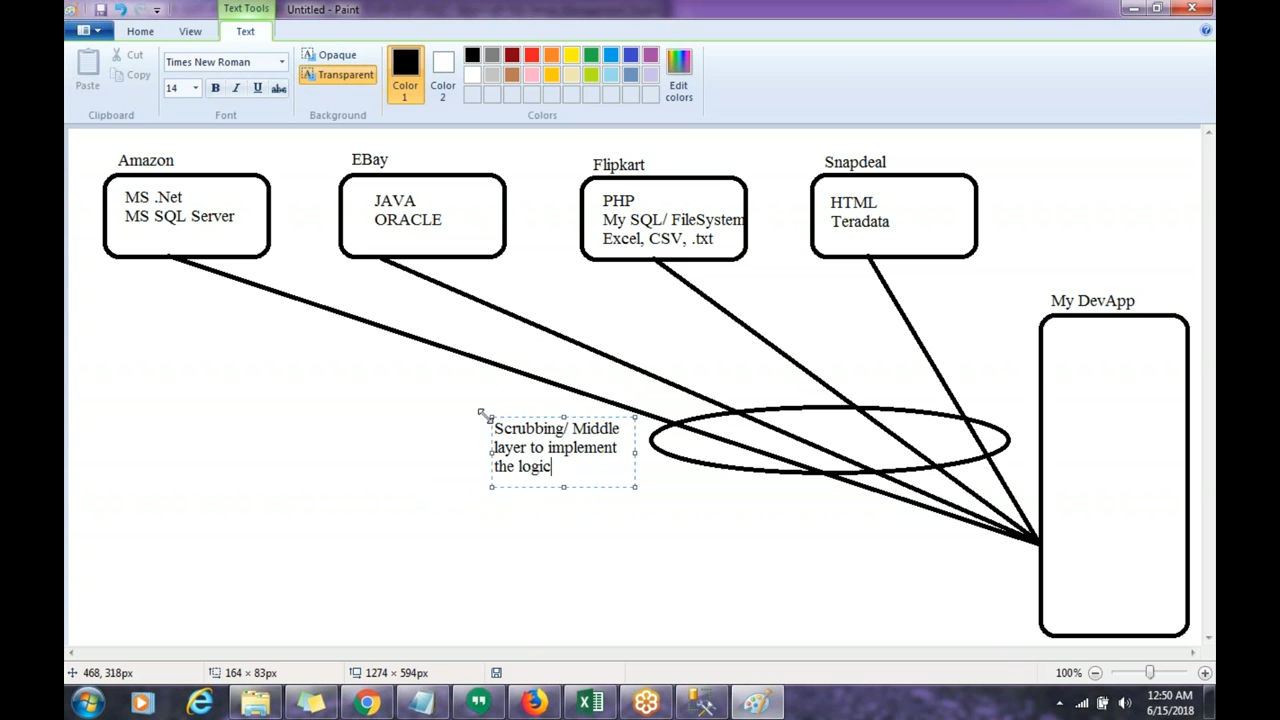 Text Tools
Untitled - Paint
Home
View
Text
Paste
Cut
Copy
Clipboard
Times New Roman
14
B I U abc
Font
Opaque
Transparent
Background
Color 1
Color 2
Edit colors
Colors
Amazon
MS .Net
MS SQL Server
EBay
JAVA
ORACLE
Flipkart
PHP
My SQL/ FileSystem
Excel, CSV, .txt
Snapdeal
HTML
Teradata
My DevApp
Scrubbing/ Middle
layer to implement
the logic
468, 318px
164 × 83px
1274 × 594px
100%
12:50 AM
6/15/2018